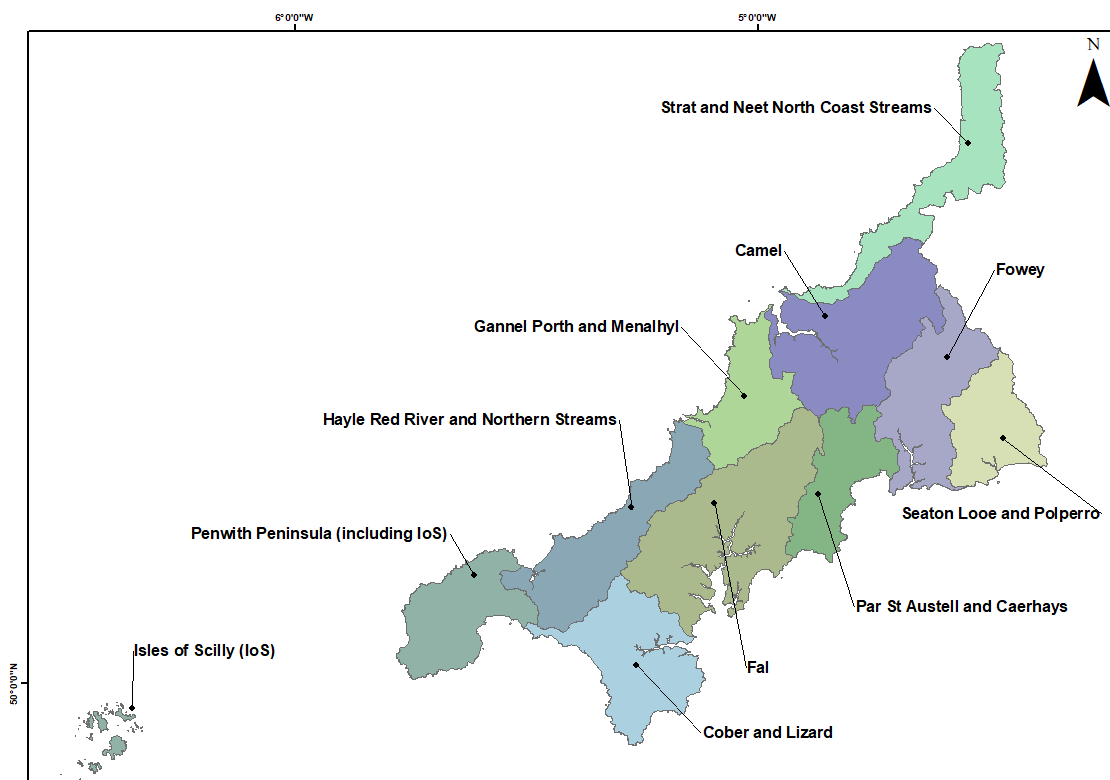 6°0'0"W
5°0'0"W
N
Strat and Neet North Coast Streams
Camel
Fowey
Gannel Porth and Menalhyl
Hayle Red River and Northern Streams
Seaton Looe and Polperro
Penwith Peninsula (including IoS)
Par St Austell and Caerhays
Isles of Scilly (IoS)
Fal
50°0'0"N
Cober and Lizard